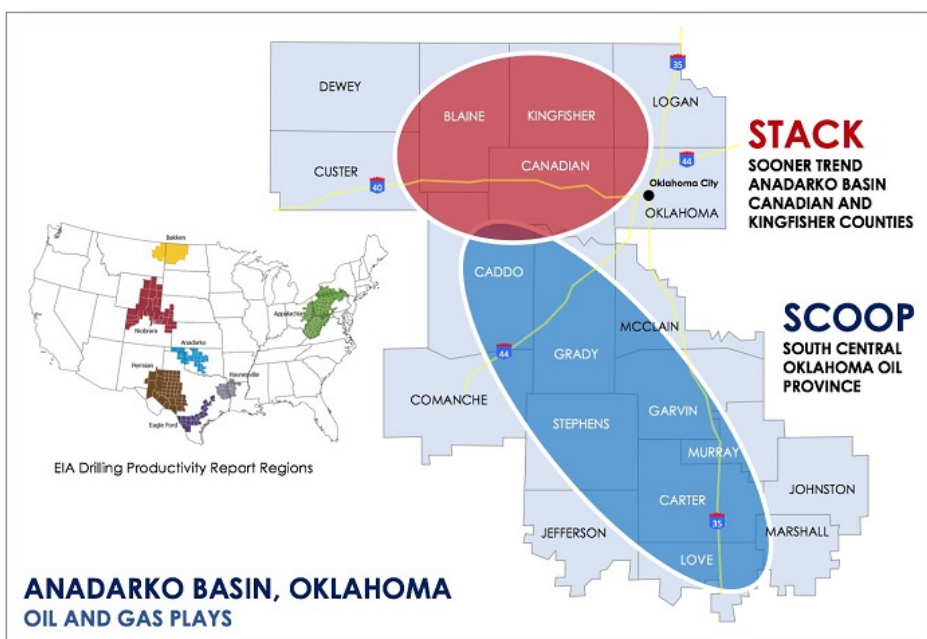 DEWEY
BLAINE
KINGFISHER
LOGAN
35
CUSTER
40
CANADIAN
44
Oklahoma City
OKLAHOMA
STACK
SOONER TREND
ANADARKO BASIN
CANADIAN AND
KINGFISHER COUNTIES
CADDO
MCCLAIN
44
GRADY
COMANCHE
STEPHENS
GARVIN
MURRAY
CARTER
35
JOHNSTON
JEFFERSON
MARSHALL
LOVE
SCOOP
SOUTH CENTRAL
OKLAHOMA OIL
PROVINCE
Bakken
Niobrara
Appalachia
Anadarko
Permian
Haynesville
Eagle Ford
EIA Drilling Productivity Report Regions
ANADARKO BASIN, OKLAHOMA
OIL AND GAS PLAYS